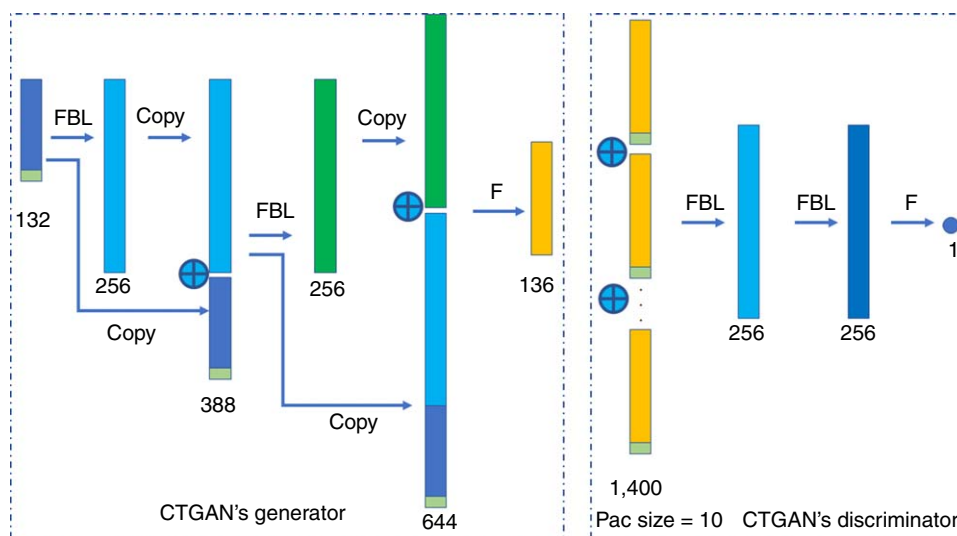 FBL
Copy
132
256
Copy
388
FBL
256
Copy
Copy
F
136
644
CTGAN's generator
FBL
FBL
F
1
256
256
1,400
Pac size = 10
CTGAN's discriminator